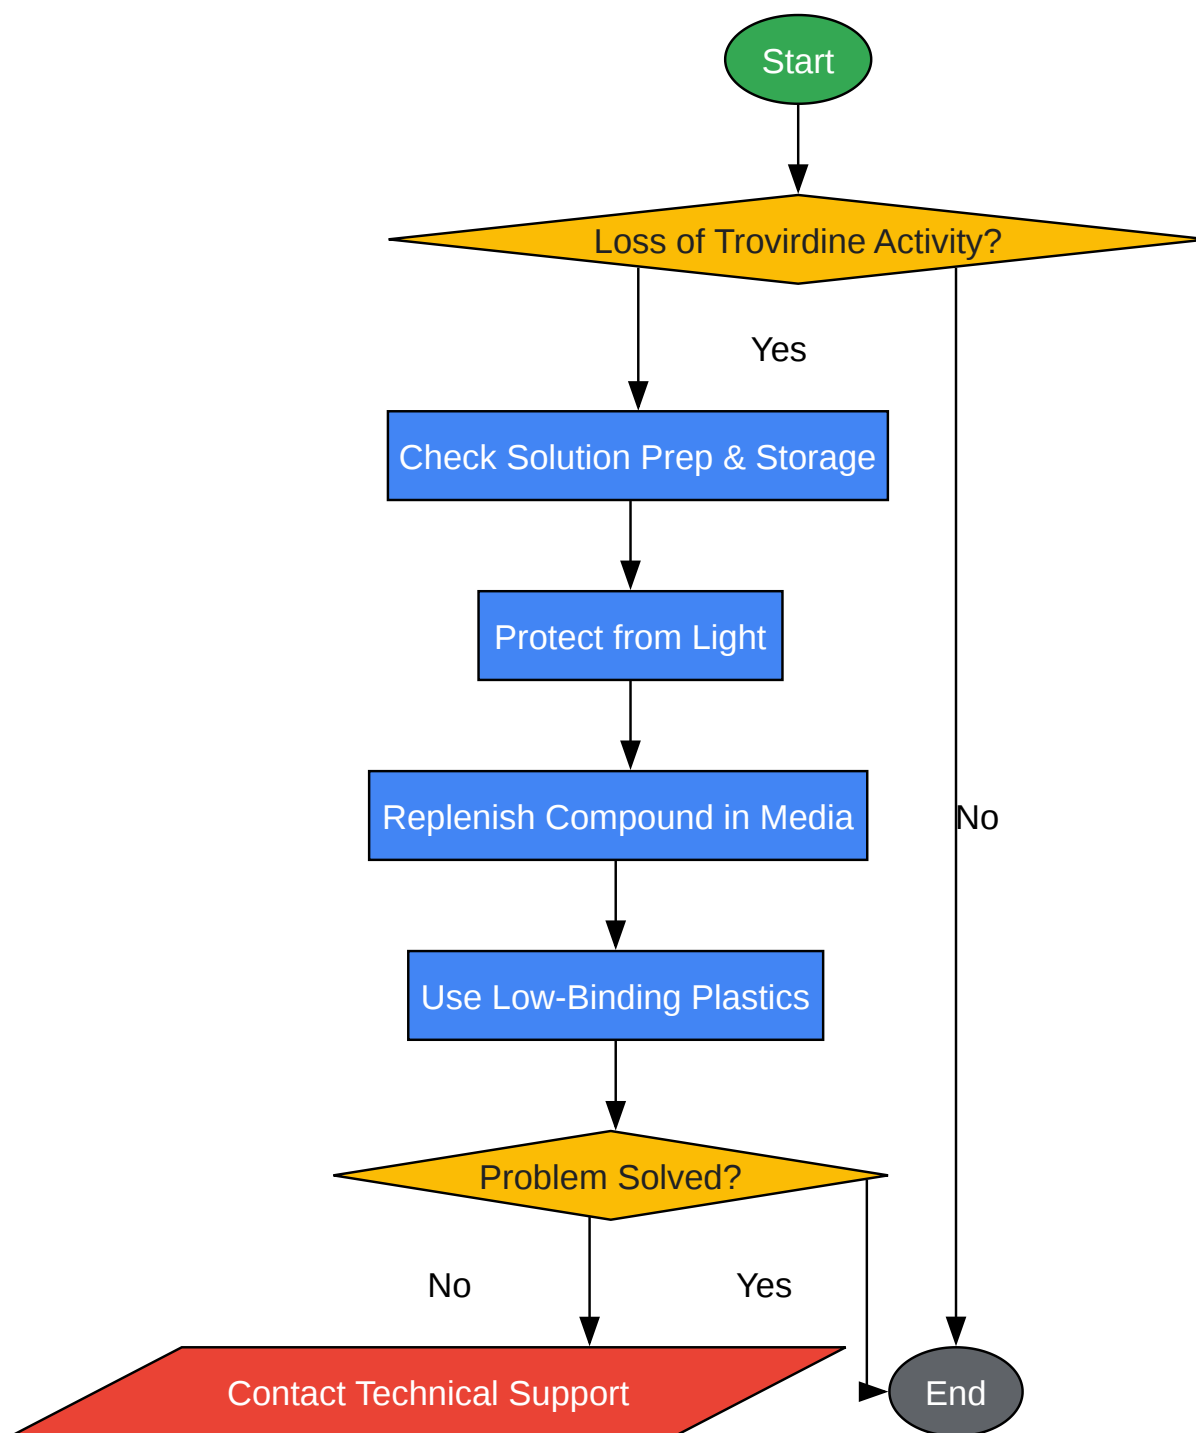 Start
Loss of Trovirdine Activity?
Yes
Check Solution Prep & Storage
Protect from Light
Replenish Compound in Media
No
Use Low-Binding Plastics
Problem Solved?
No
Yes
Contact Technical Support
End